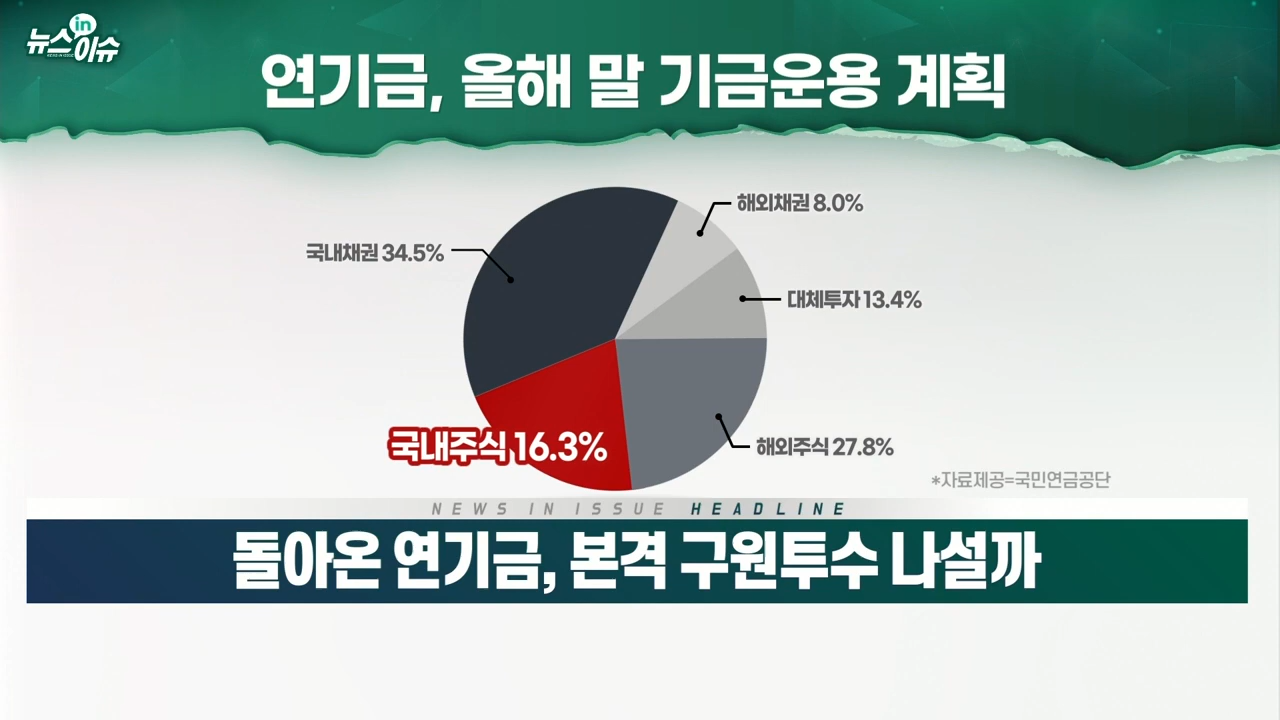 뉴스in이슈
연기금, 올해 말 기금운용 계획
해외채권 8.0%
국내채권 34.5%
대체투자 13.4%
국내주식 16.3%
해외주식 27.8%
*자료제공=국민연금공단
NEWS IN ISSUE HEADLINE
돌아온 연기금, 본격 구원투수 나설까